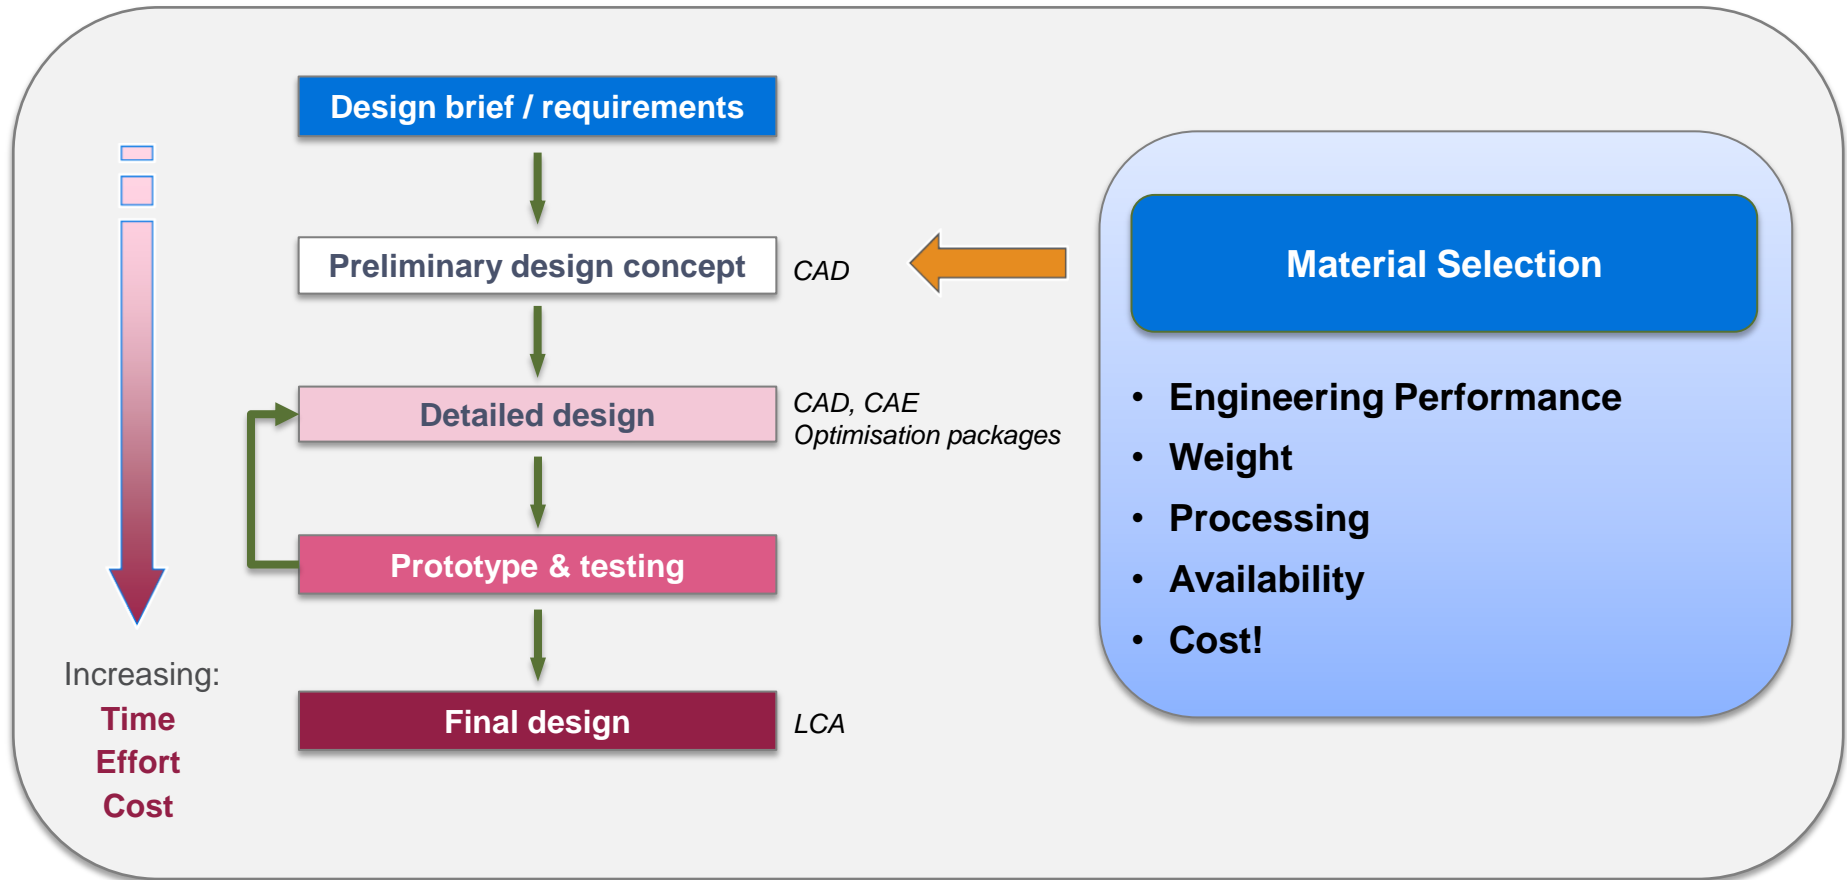 Design brief / requirements
Preliminary design concept
CAD
Detailed design
CAD, CAE
Optimisation packages
Prototype & testing
Final design
LCA
Increasing:
Time
Effort
Cost
Material Selection
• Engineering Performance
• Weight
• Processing
• Availability
• Cost!